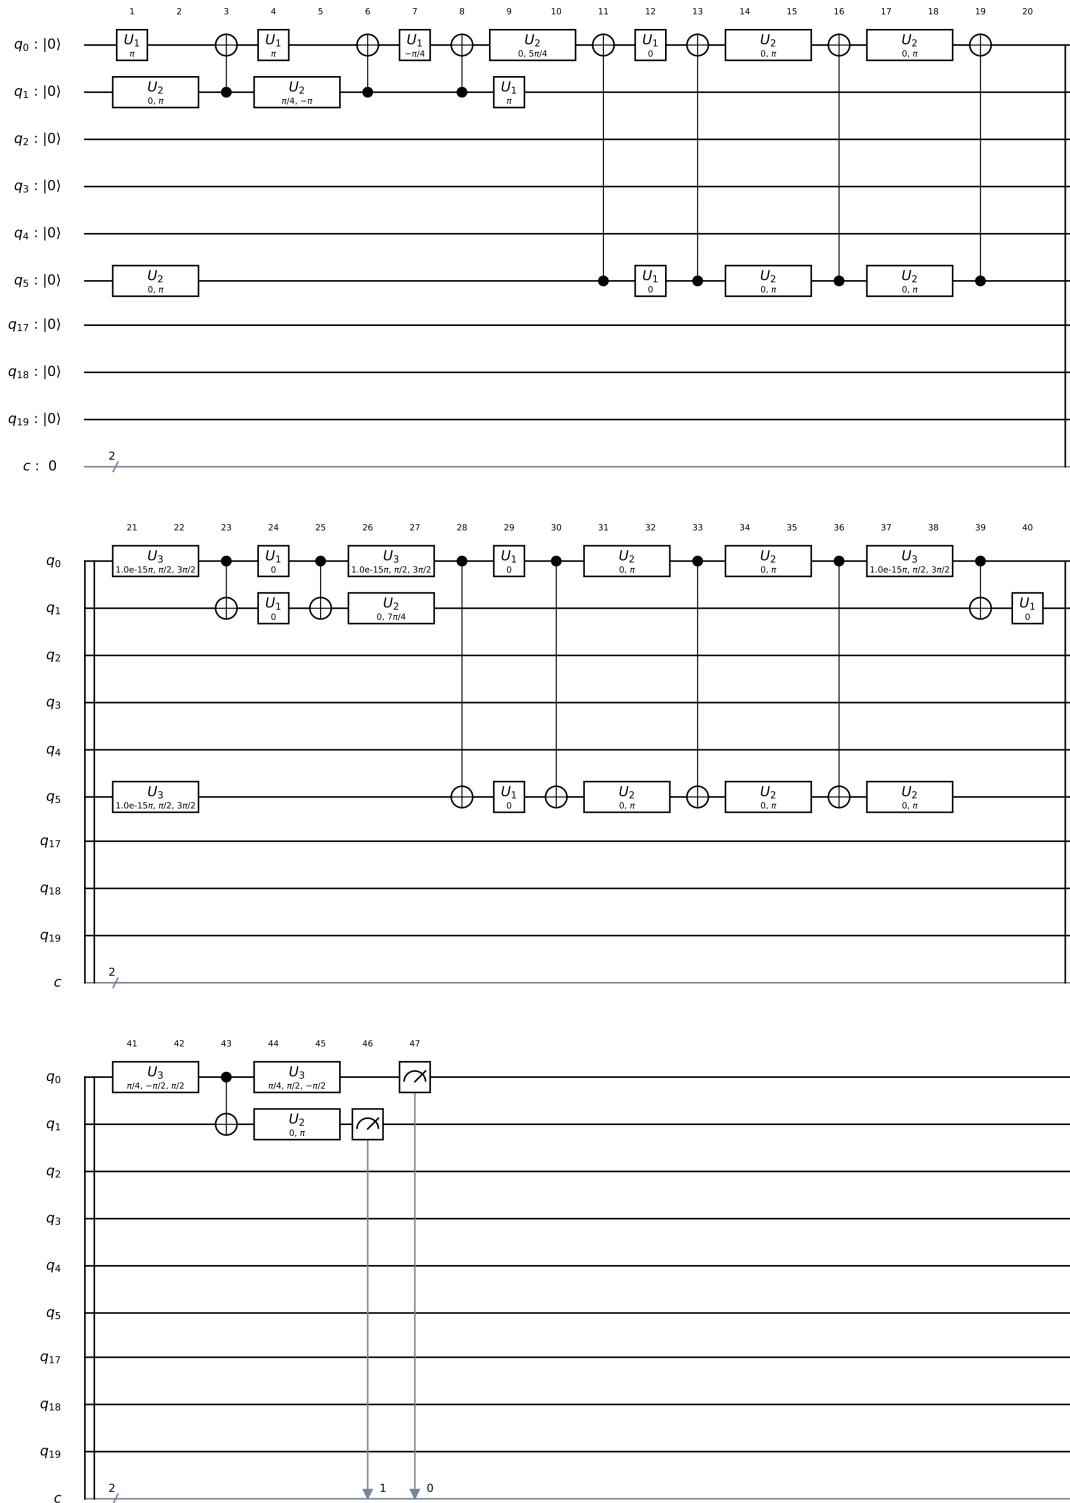 1 2 3 4 5 6 7 8 9 10 11 12 13 14 15 16 17 18 19 20
q0 : |0⟩ U1 π U1 π U1 −π/4 U2 0, 5π/4 U1 0 U2 0, π U2 0, π
q1 : |0⟩ U2 0, π U2 π/4, −π U1 π
q2 : |0⟩
q3 : |0⟩
q4 : |0⟩
q5 : |0⟩ U2 0, π U1 0 U2 0, π U2 0, π
q17 : |0⟩
q18 : |0⟩
q19 : |0⟩
c : 0 2
21 22 23 24 25 26 27 28 29 30 31 32 33 34 35 36 37 38 39 40
q0 U3 1.0e-15π, π/2, 3π/2 U1 0 U3 1.0e-15π, π/2, 3π/2 U1 0 U2 0, π U2 0, π U3 1.0e-15π, π/2, 3π/2
q1 U1 0 U2 0, 7π/4 U1 0
q2
q3
q4
q5 U3 1.0e-15π, π/2, 3π/2 U1 0 U2 0, π U2 0, π U2 0, π
q17
q18
q19
c 2
41 42 43 44 45 46 47
q0 U3 π/4, −π/2, π/2 U3 π/4, π/2, −π/2
q1 U2 0, π
q2
q3
q4
q5
q17
q18
q19
c 2 1 0